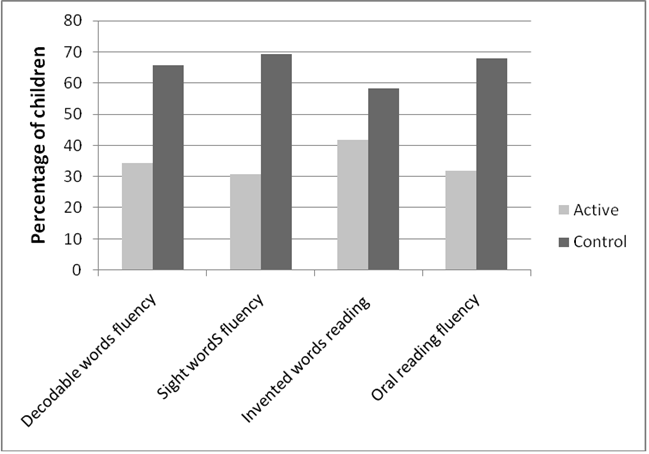 80
70
60
50
40
30
20
10
0
Percentage of children
Decodable words fluency
Sight wordS fluency
Invented words reading
Oral reading fluency
Active
Control